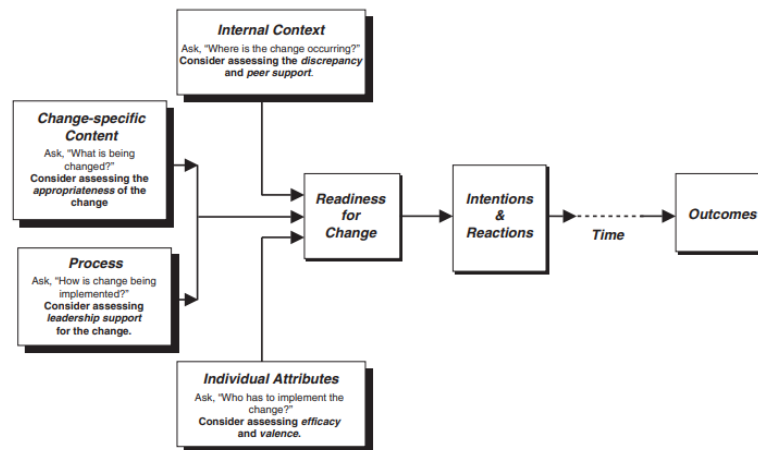 Internal Context
Ask, “Where is the change occurring?”
Consider assessing the discrepancy
and peer support.
Change-specific
Content
Ask, “What is being
changed?”
Consider assessing the
appropriateness of the
change
Process
Ask, “How is change being
implemented?”
Consider assessing
leadership support
for the change.
Individual Attributes
Ask, “Who has to implement the
change?”
Consider assessing efficacy
and valence.
Readiness
for
Change
Intentions
&
Reactions
Time
Outcomes